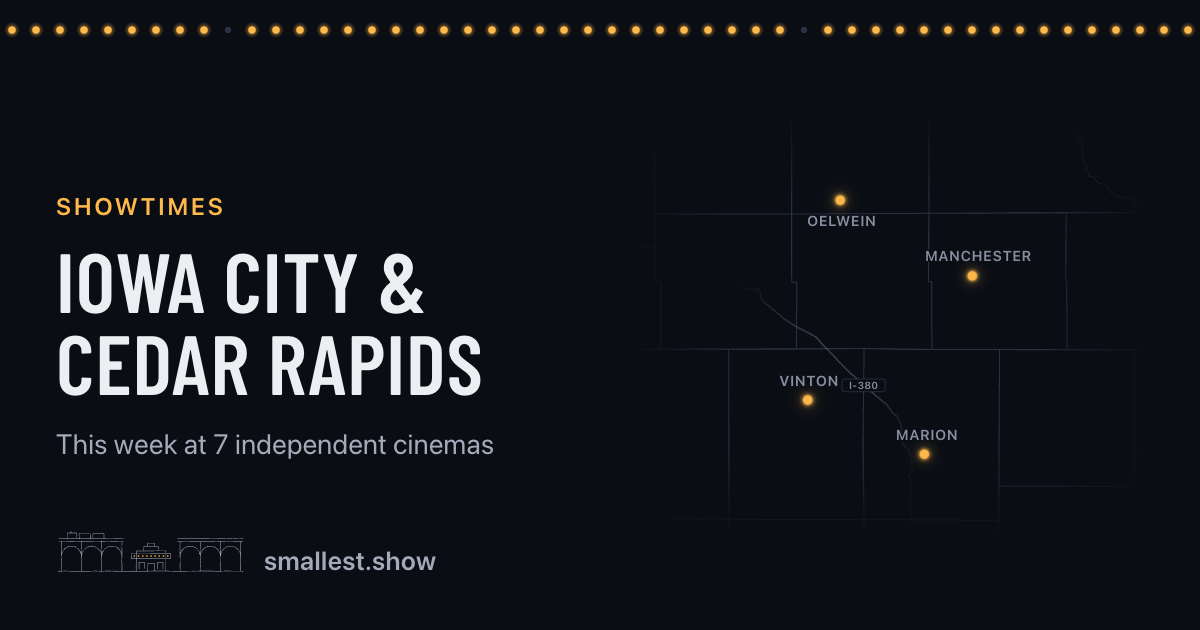 SHOWTIMES
IOWA CITY &
CEDAR RAPIDS
This week at 7 independent cinemas
smallest.show
OELWEIN
MANCHESTER
VINTON
I-380
MARION